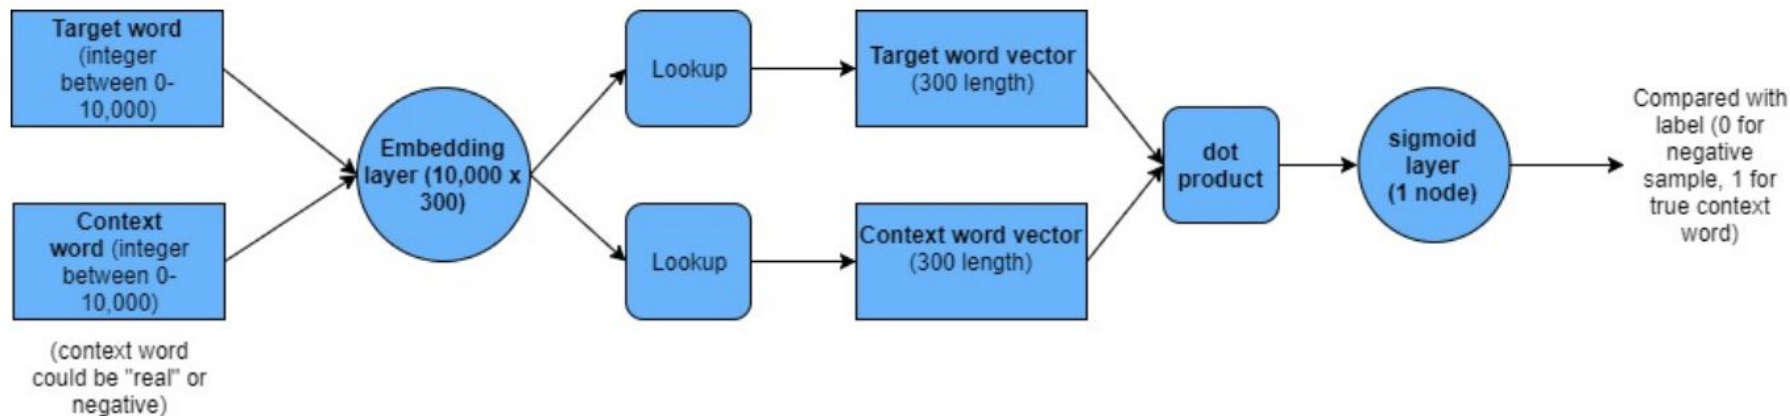 Target word
(integer
between 0-
10,000)
Context
word (integer
between 0-
10,000)
(context word
could be "real" or
negative)
Embedding
layer (10,000 x
300)
Lookup
Lookup
Target word vector
(300 length)
Context word vector
(300 length)
dot
product
sigmoid
layer
(1 node)
Compared with
label (0 for
negative
sample, 1 for
true context
word)